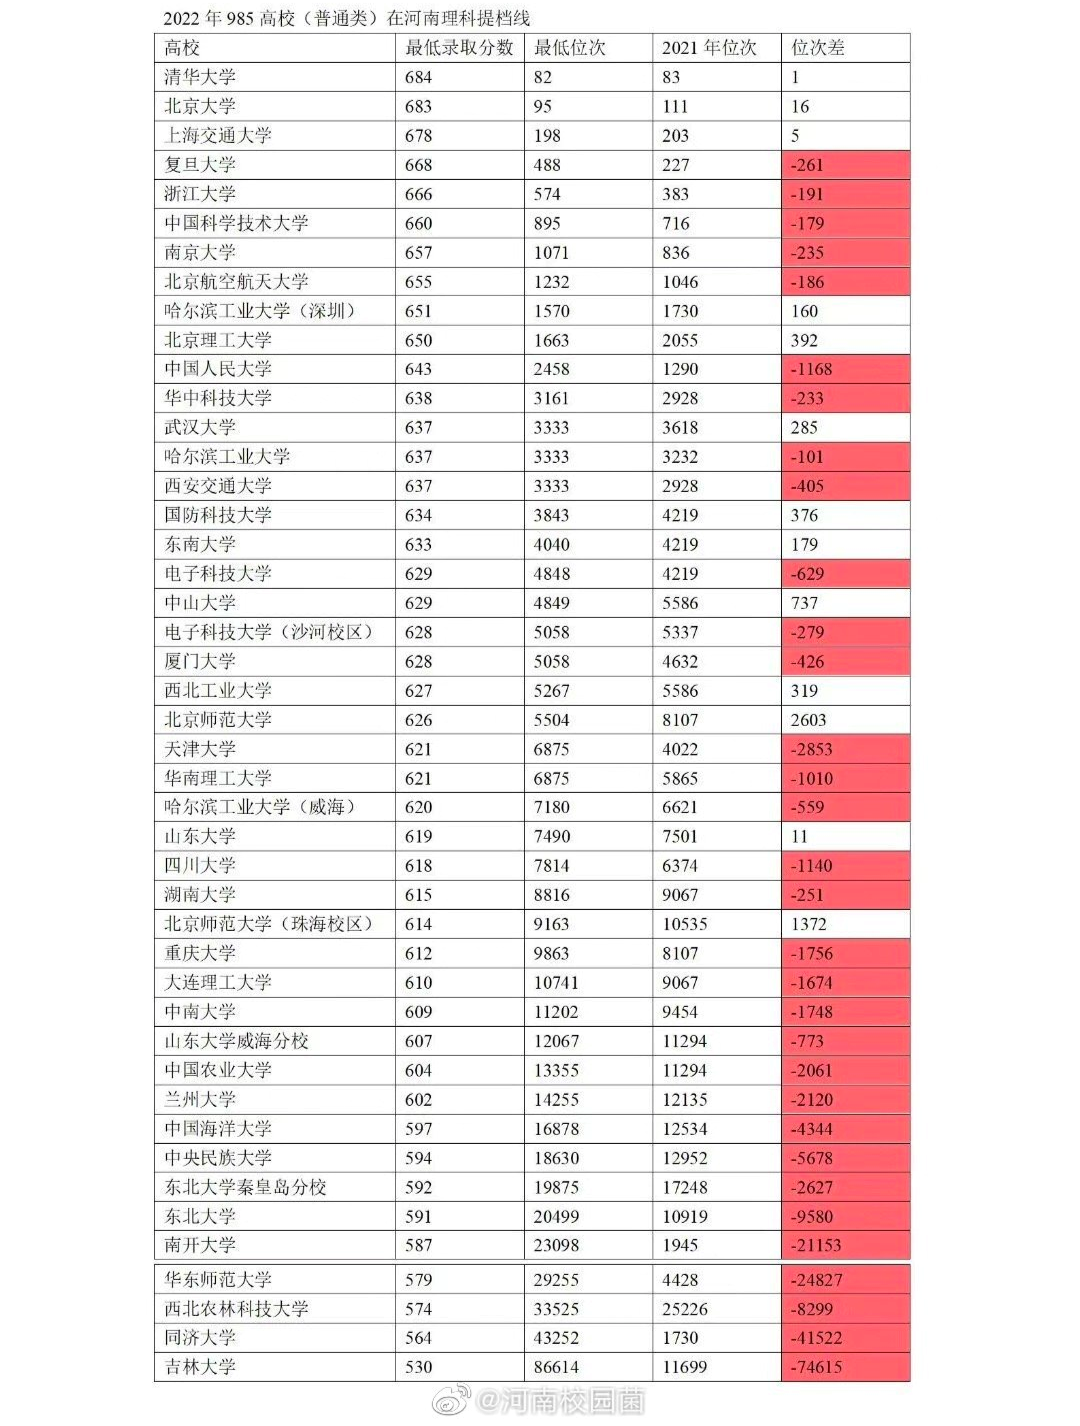 2022 年 985 高校（普通类）在河南理科提档线
高校 最低录取分数 最低位次 2021 年位次 位次差
清华大学 684 82 83 1
北京大学 683 95 111 16
上海交通大学 678 198 203 5
复旦大学 668 488 227 -261
浙江大学 666 574 383 -191
中国科学技术大学 660 895 716 -179
南京大学 657 1071 836 -235
北京航空航天大学 655 1232 1046 -186
哈尔滨工业大学（深圳） 651 1570 1730 160
北京理工大学 650 1663 2055 392
中国人民大学 643 2458 1290 -1168
华中科技大学 638 3161 2928 -233
武汉大学 637 3333 3618 285
哈尔滨工业大学 637 3333 3232 -101
西安交通大学 637 3333 2928 -405
国防科技大学 634 3843 4219 376
东南大学 633 4040 4219 179
电子科技大学 629 4848 4219 -629
中山大学 629 4849 5586 737
电子科技大学（沙河校区） 628 5058 5337 -279
厦门大学 628 5058 4632 -426
西北工业大学 627 5267 5586 319
北京师范大学 626 5504 8107 2603
天津大学 621 6875 4022 -2853
华南理工大学 621 6875 5865 -1010
哈尔滨工业大学（威海） 620 7180 6621 -559
山东大学 619 7490 7501 11
四川大学 618 7814 6374 -1140
湖南大学 615 8816 9067 -251
北京师范大学（珠海校区） 614 9163 10535 1372
重庆大学 612 9863 8107 -1756
大连理工大学 610 10741 9067 -1674
中南大学 609 11202 9454 -1748
山东大学威海分校 607 12067 11294 -773
中国农业大学 604 13355 11294 -2061
兰州大学 602 14255 12135 -2120
中国海洋大学 597 16878 12534 -4344
中央民族大学 594 18630 12952 -5678
东北大学秦皇岛分校 592 19875 17248 -2627
东北大学 591 20499 10919 -9580
南开大学 587 23098 1945 -21153
华东师范大学 579 29255 4428 -24827
西北农林科技大学 574 33525 25226 -8299
同济大学 564 43252 1730 -41522
吉林大学 530 86614 11699 -74615
@河南校园菌